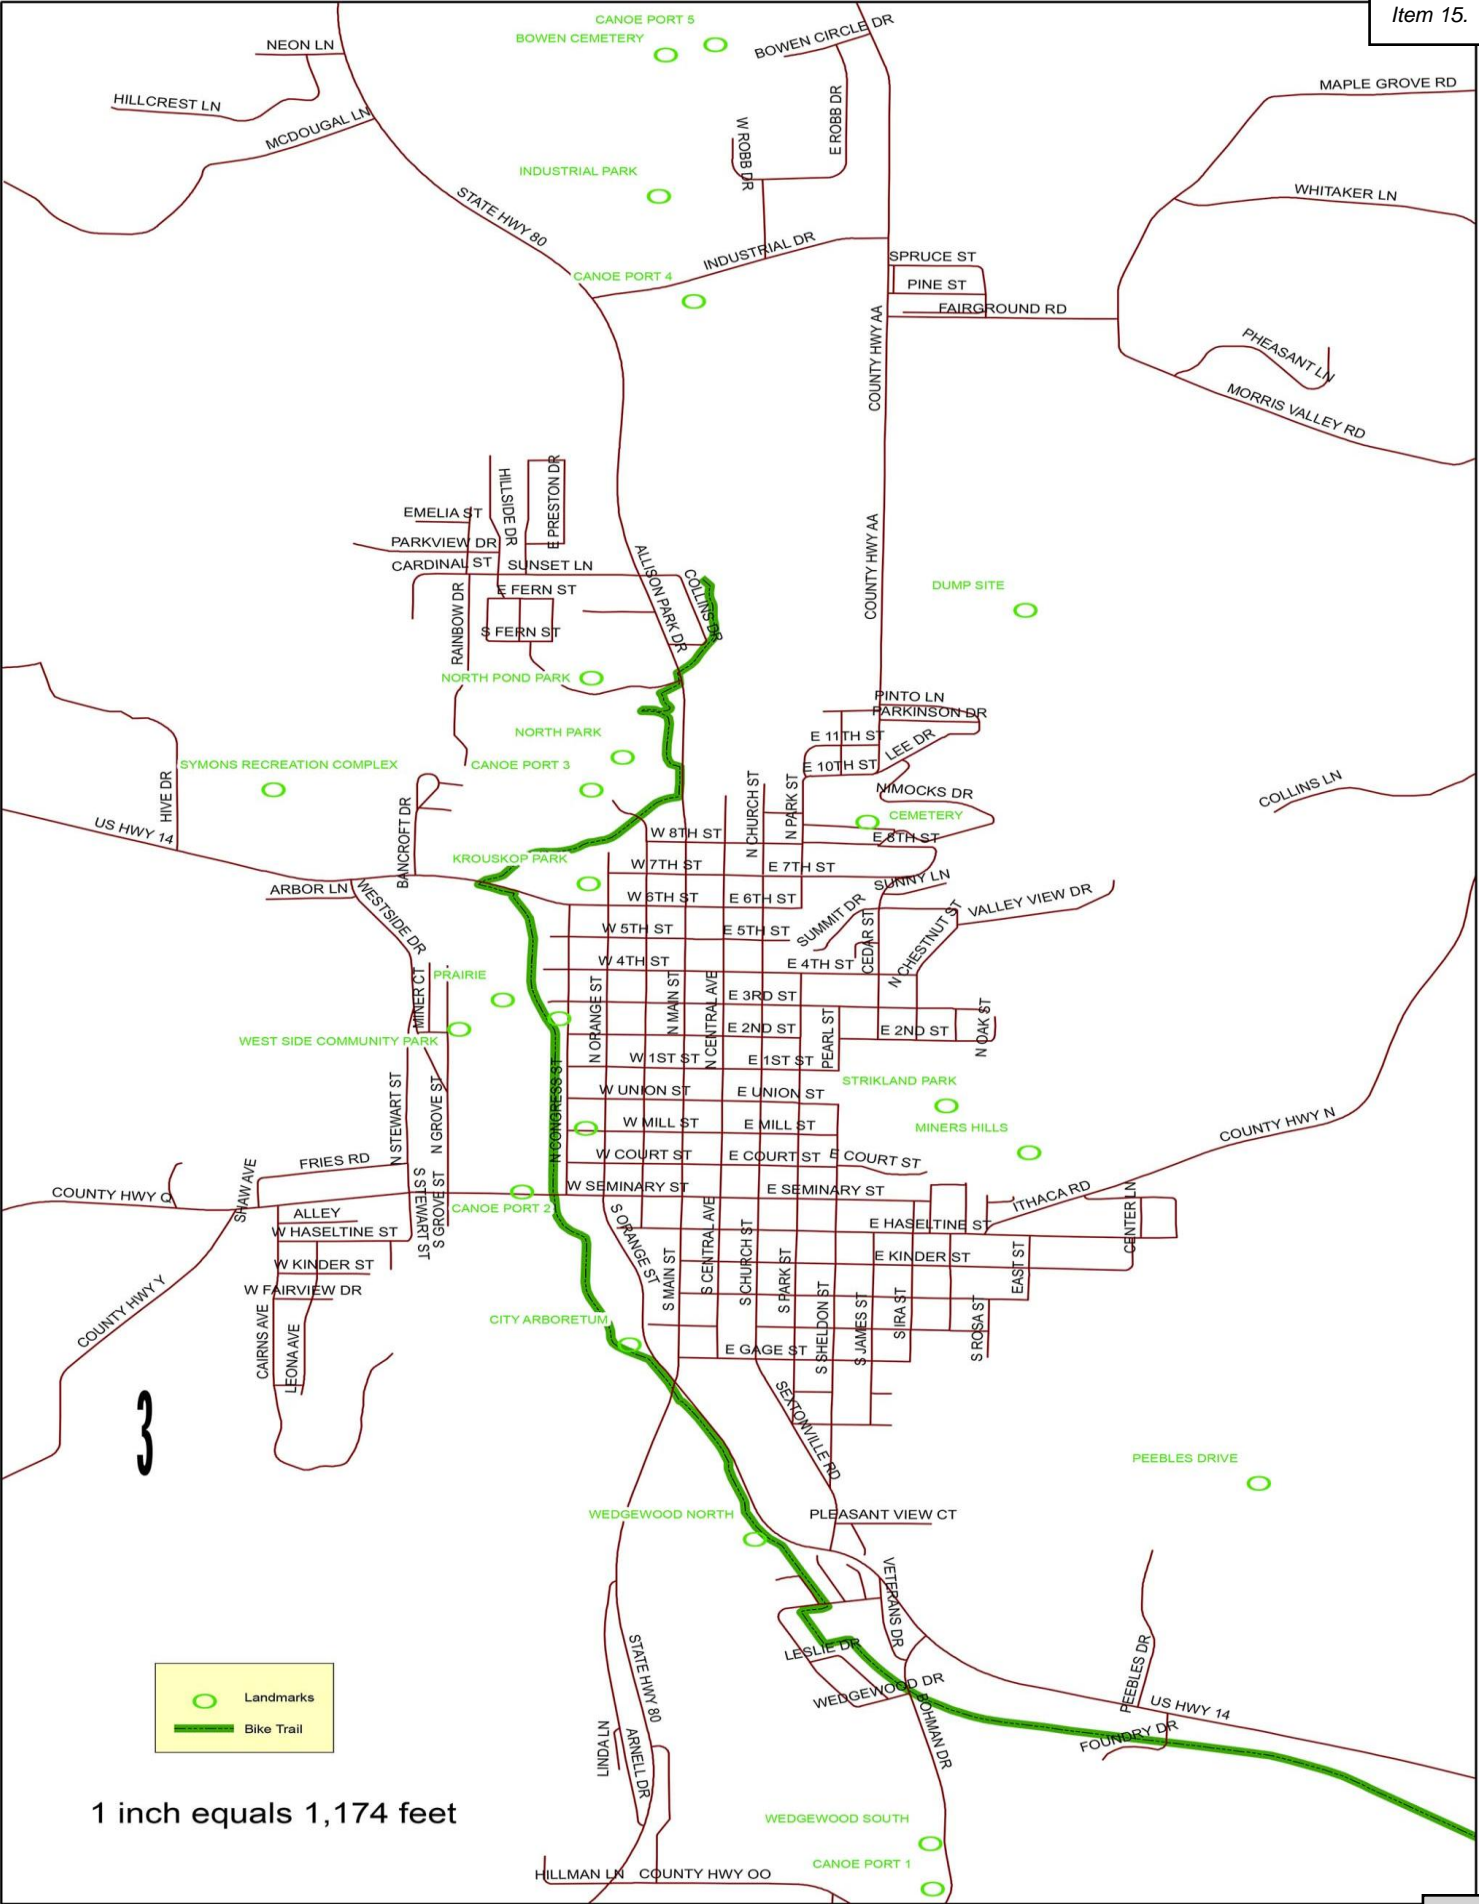 Item 15.
CANOE PORT 5
BOWEN CEMETERY
BOWEN CIRCLE DR
NEON LN
HILLCREST LN
MCDOUGAL LN
MAPLE GROVE RD
W ROBB DR
E ROBB DR
INDUSTRIAL PARK
STATE HWY 80
WHITAKER LN
INDUSTRIAL DR
CANOE PORT 4
SPRUCE ST
PINE ST
FAIRGROUND RD
COUNTY HWY AA
PHEASANT LN
MORRIS VALLEY RD
HILLSIDE DR
E PRESTON DR
EMELIA ST
PARKVIEW DR
CARDINAL ST
SUNSET LN
ALLISON PARK DR
COLLINS DR
COUNTY HWY AA
DUMP SITE
E FERN ST
RAINBOW DR
S FERN ST
NORTH POND PARK
PINTO LN
PARKINSON DR
NORTH PARK
E 11TH ST
LEE DR
SYMONS RECREATION COMPLEX
CANOE PORT 3
E 10TH ST
HIVE DR
NIMOCKS DR
COLLINS LN
N CHURCH ST
N PARK ST
CEMETERY
US HWY 14
BANCROFT DR
W 8TH ST
E 8TH ST
KROUSKOP PARK
W 7TH ST
E 7TH ST
ARBOR LN
WESTSIDE DR
SUNNY LN
VALLEY VIEW DR
W 6TH ST
E 6TH ST
SUMMIT DR
W 5TH ST
E 5TH ST
CEDAR ST
N CHESTNUT ST
W 4TH ST
E 4TH ST
PRAIRIE
MINER CT
N ORANGE ST
N MAIN ST
N CENTRAL AVE
E 3RD ST
E 2ND ST
PEARL ST
E 2ND ST
N OAK ST
WEST SIDE COMMUNITY PARK
W 1ST ST
E 1ST ST
N STEWART ST
N GROVE ST
N CONGRESS ST
W UNION ST
E UNION ST
STRIKLAND PARK
W MILL ST
E MILL ST
MINERS HILLS
COUNTY HWY N
W COURT ST
E COURT ST
E COURT ST
FRIES RD
SHAW AVE
COUNTY HWY Q
S STEWART ST
S GROVE ST
W SEMINARY ST
E SEMINARY ST
ITHACA RD
CENTER LN
CANOE PORT 2
ALLEY
W HASELTINE ST
E HASELTINE ST
S ORANGE ST
S CENTRAL AVE
W KINDER ST
E KINDER ST
EAST ST
COUNTY HWY Y
W FAIRVIEW DR
S MAIN ST
S CHURCH ST
S PARK ST
S SHELDON ST
S JAMES ST
S IRA ST
S ROSA ST
CAIRNS AVE
LEONA AVE
CITY ARBORETUM
E GAGE ST
3
SEXTONVILLE RD
PEEBLES DRIVE
WEDGEWOOD NORTH
PLEASANT VIEW CT
VETERANS DR
STATE HWY 80
LESLIE DR
WEDGEWOOD DR
BOHMAN DR
PEEBLES DR
US HWY 14
FOUNDRY DR
LINDA LN
ARNELL DR
Landmarks
Bike Trail
1 inch equals 1,174 feet
WEDGEWOOD SOUTH
CANOE PORT 1
HILLMAN LN
COUNTY HWY OO